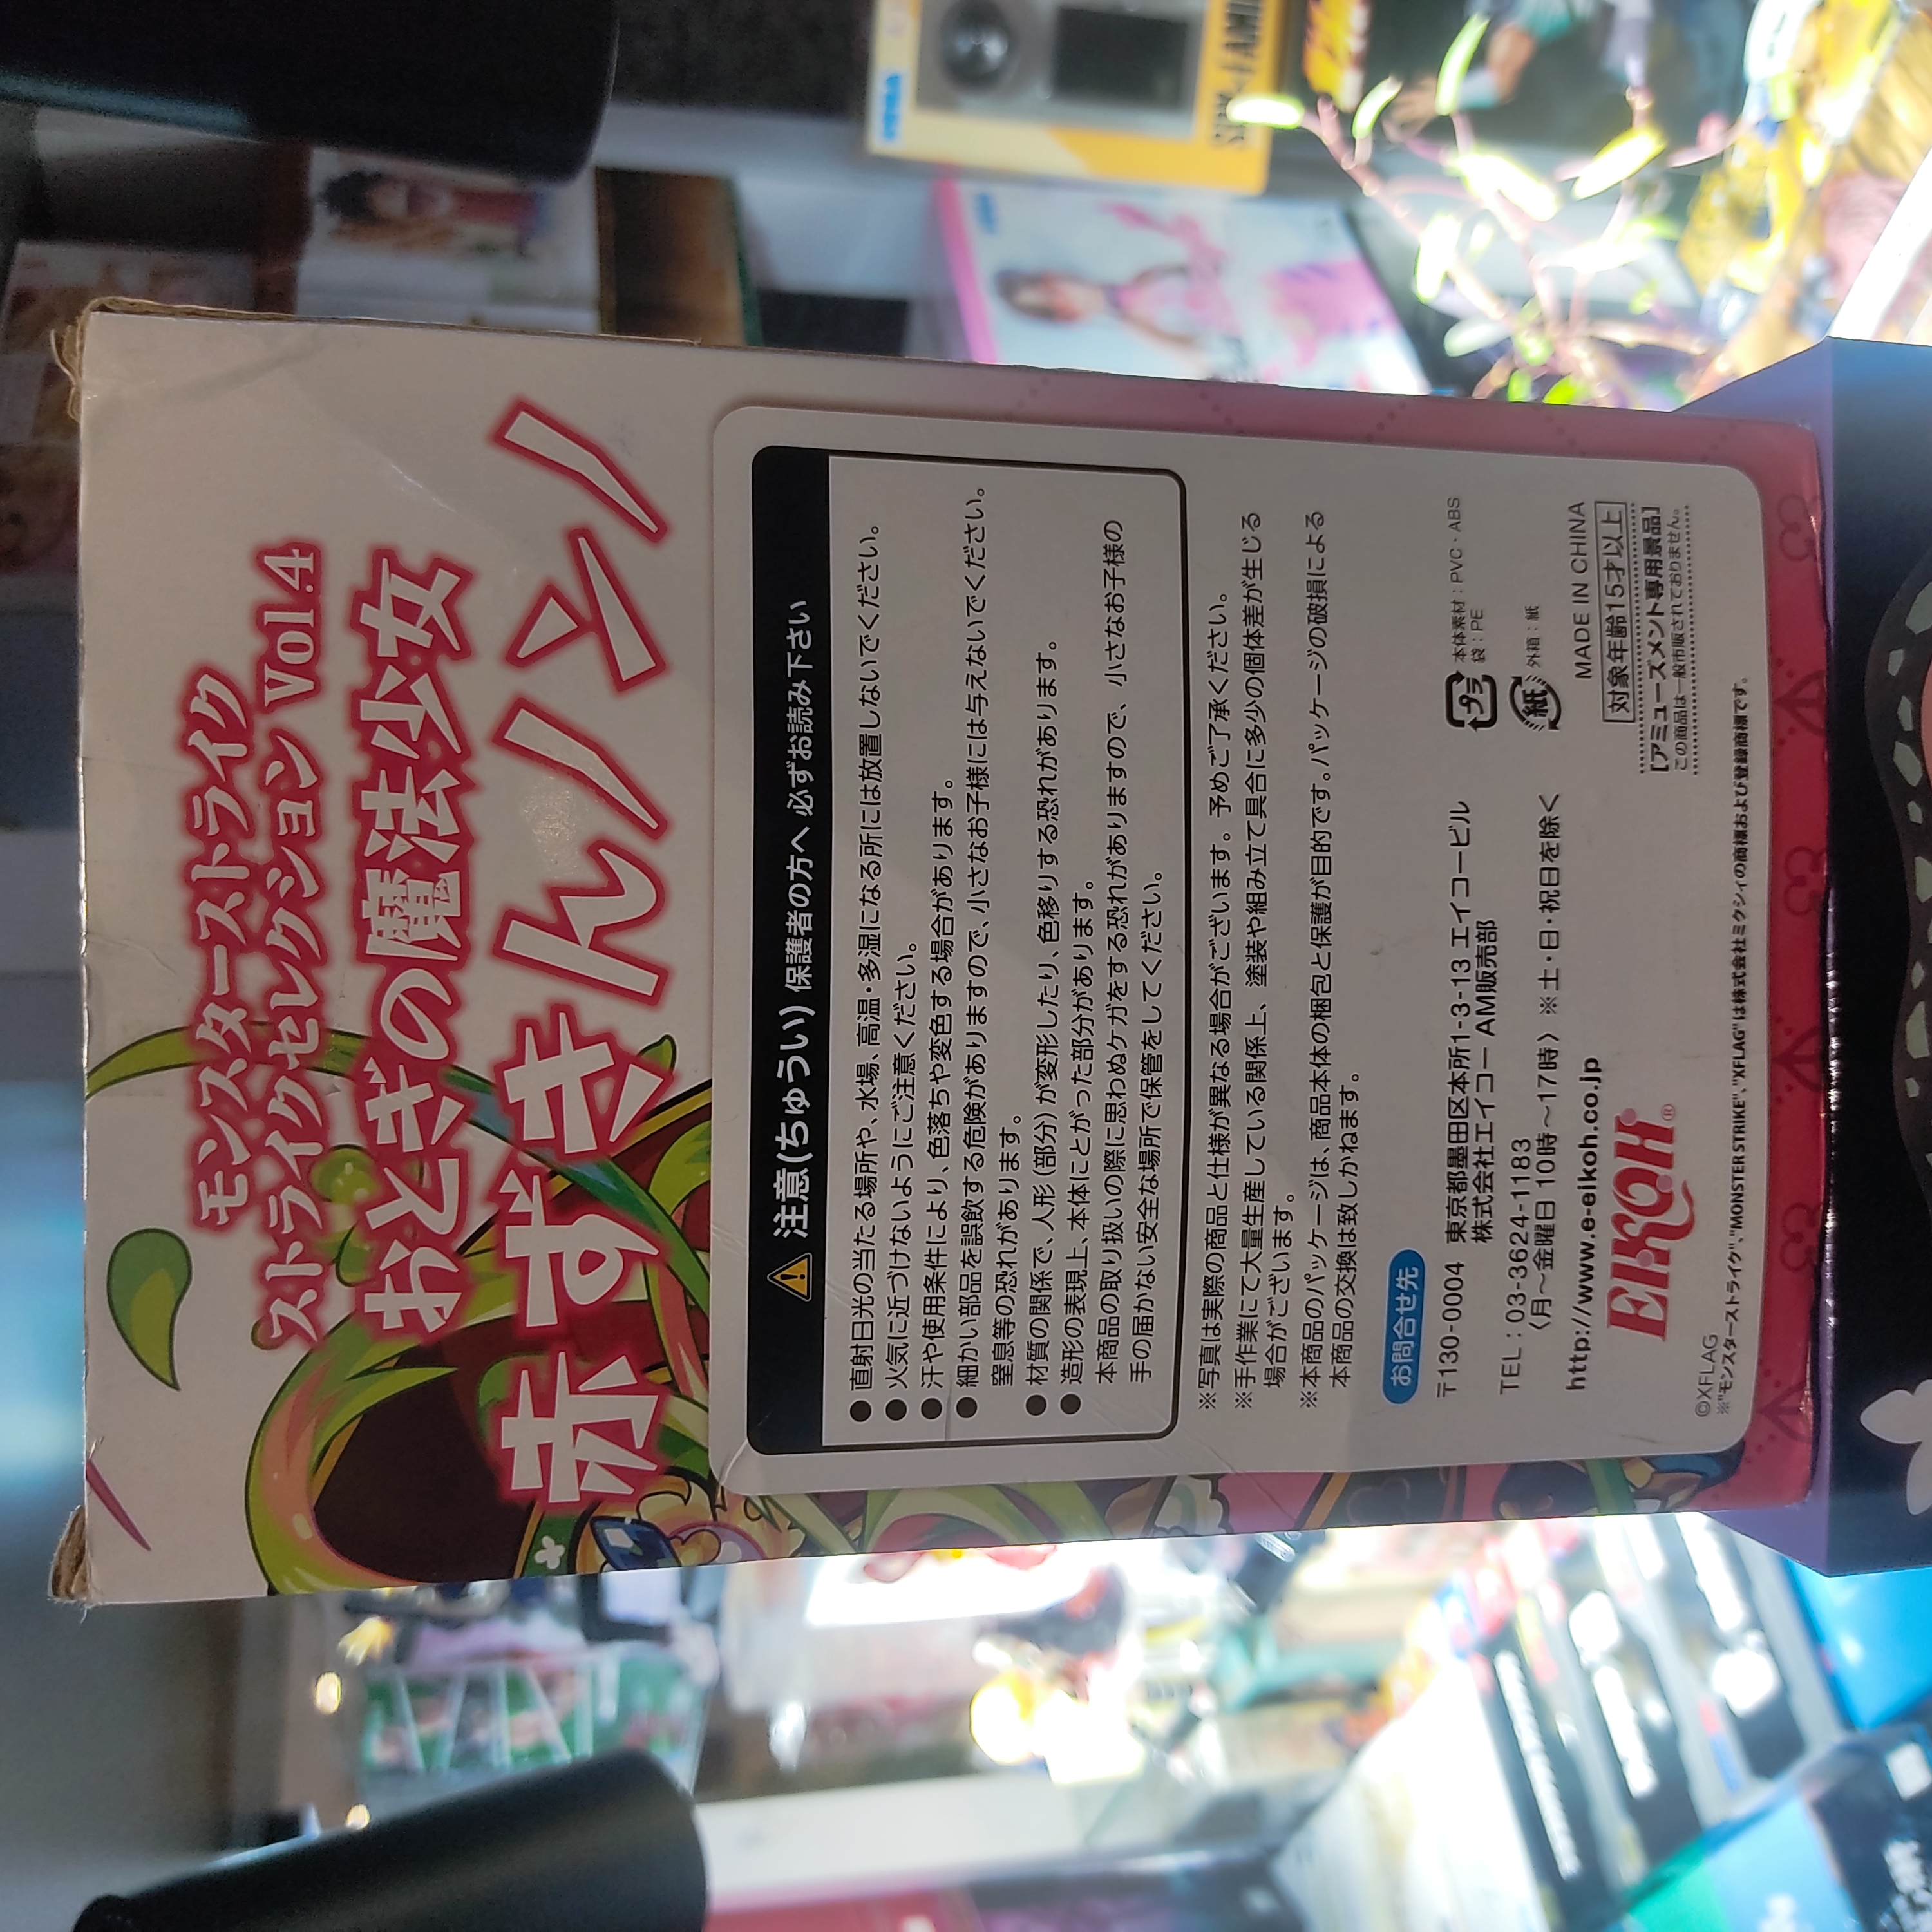 モンスターストライク
ストライクセレクション Vol.4
おとぎの魔法少女
赤ずきんノンノ
注意(ちゅうい) 保護者の方へ 必ずお読み下さい
●直射日光の当たる場所や、水場、高温・多湿になる所には放置しないでください。
●火気に近づけないようにご注意ください。
●汗や使用条件により、色落ちや変色する場合があります。
●細かい部品を誤飲する危険がありますので、小さなお子様には与えないでください。
窒息等の恐れがあります。
●材質の関係で、人形(部分)が変形したり、色移りする恐れがあります。
●造形の表現上、本体にとがった部分があります。
本商品の取り扱いの際に思わぬケガをする恐れがありますので、小さなお子様の
手の届かない安全な場所で保管をしてください。
※写真は実際の商品と仕様が異なる場合がございます。予めご了承ください。
※手作業にて大量生産している関係上、塗装や組み立て具合に多少の個体差が生じる
場合がございます。
※本商品のパッケージは、商品本体の梱包と保護が目的です。パッケージの破損による
本商品の交換は致しかねます。
お問合せ先
〒130-0004 東京都墨田区本所1-3-13 エイコービル
株式会社エイコー AM販売部
TEL：03-3624-1183
〈月～金曜日 10時～17時〉 ※土・日・祝日を除く
http://www.e-eikoh.co.jp
EIKOH®
プラ
本体素材：PVC・ABS
袋：PE
紙
外箱：紙
MADE IN CHINA
対象年齢15才以上
[アミューズメント専用景品]
この商品は一般市販されておりません。
©XFLAG
※"モンスターストライク"、"MONSTER STRIKE"、"XFLAG"は株式会社ミクシィの商標および登録商標です。
SEGA